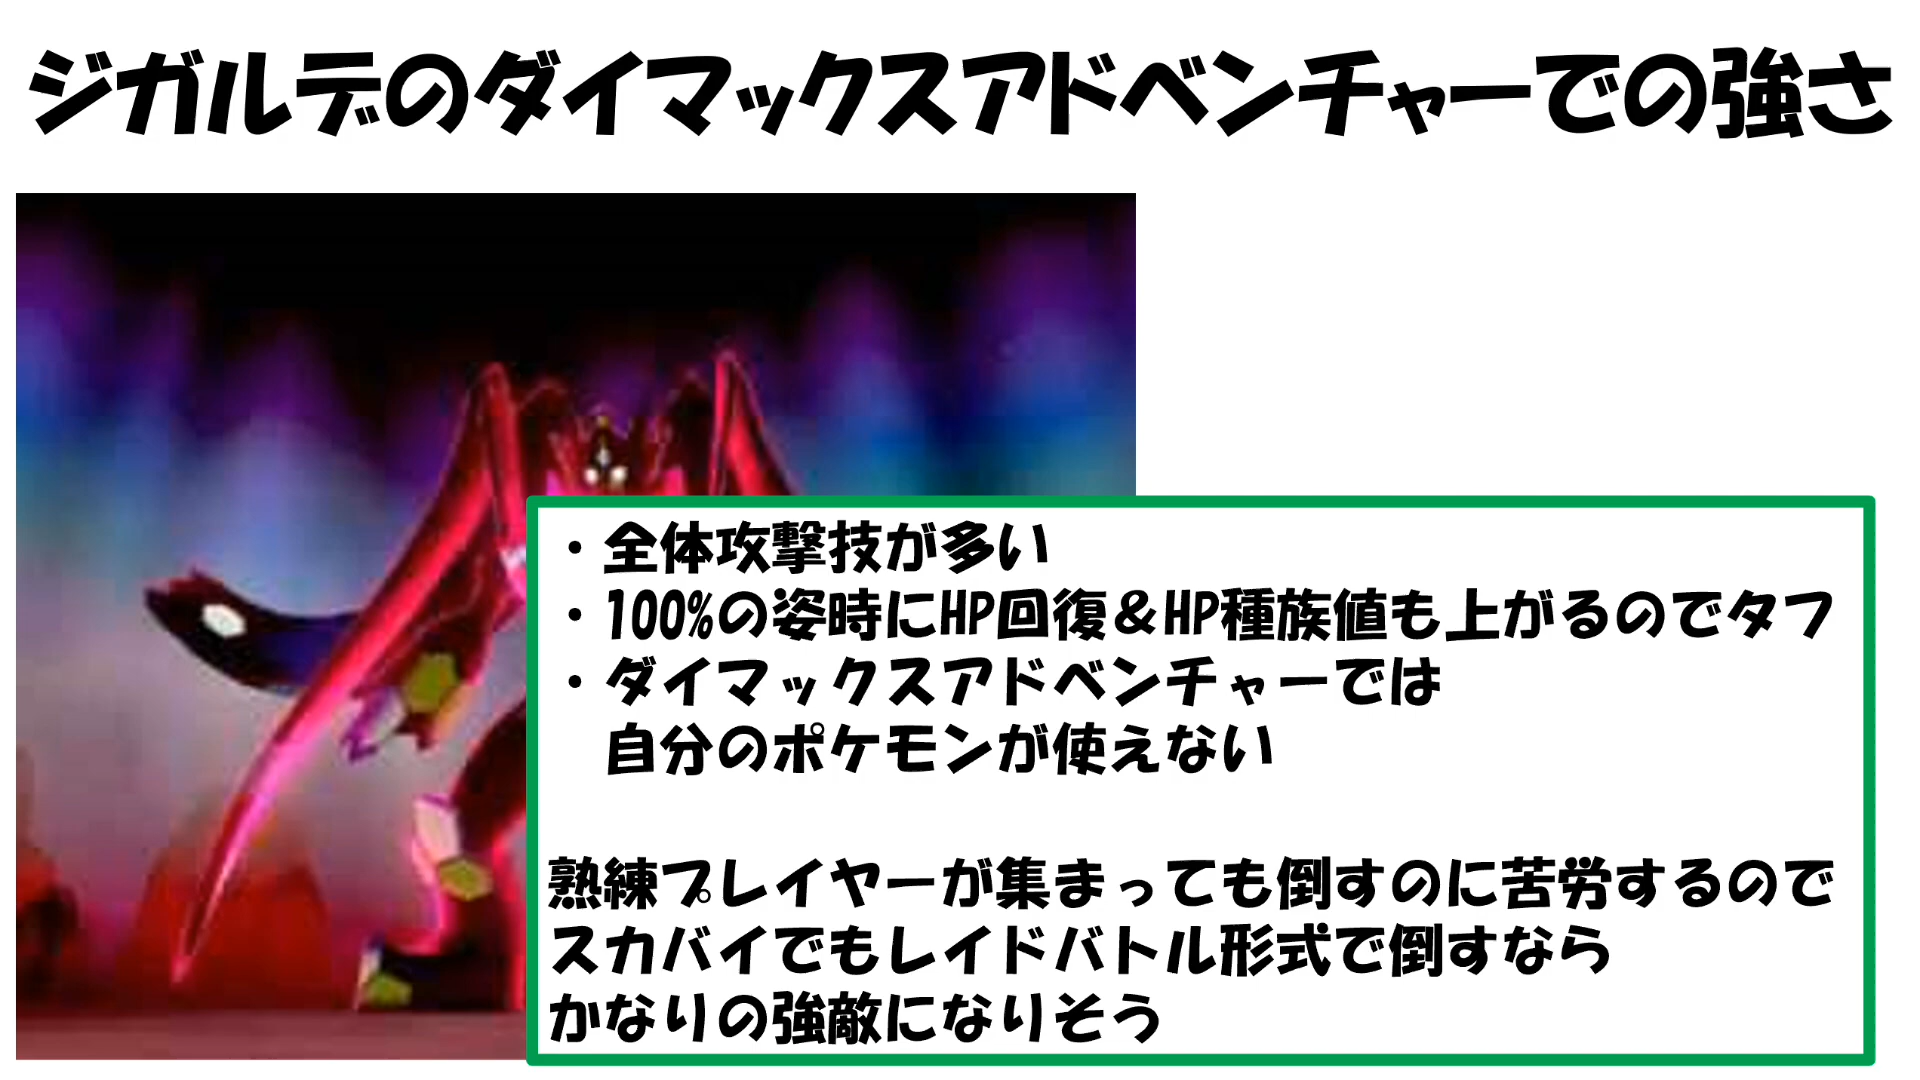 ジガルデのダイマックスアドベンチャーでの強さ
・全体攻撃技が多い
・100%の姿時にHP回復&HP種族値も上がるのでタフ
・ダイマックスアドベンチャーでは
自分のポケモンが使えない
熟練プレイヤーが集まっても倒すのに苦労するので
スカバイでもレイドバトル形式で倒すなら
かなりの強敵になりそう